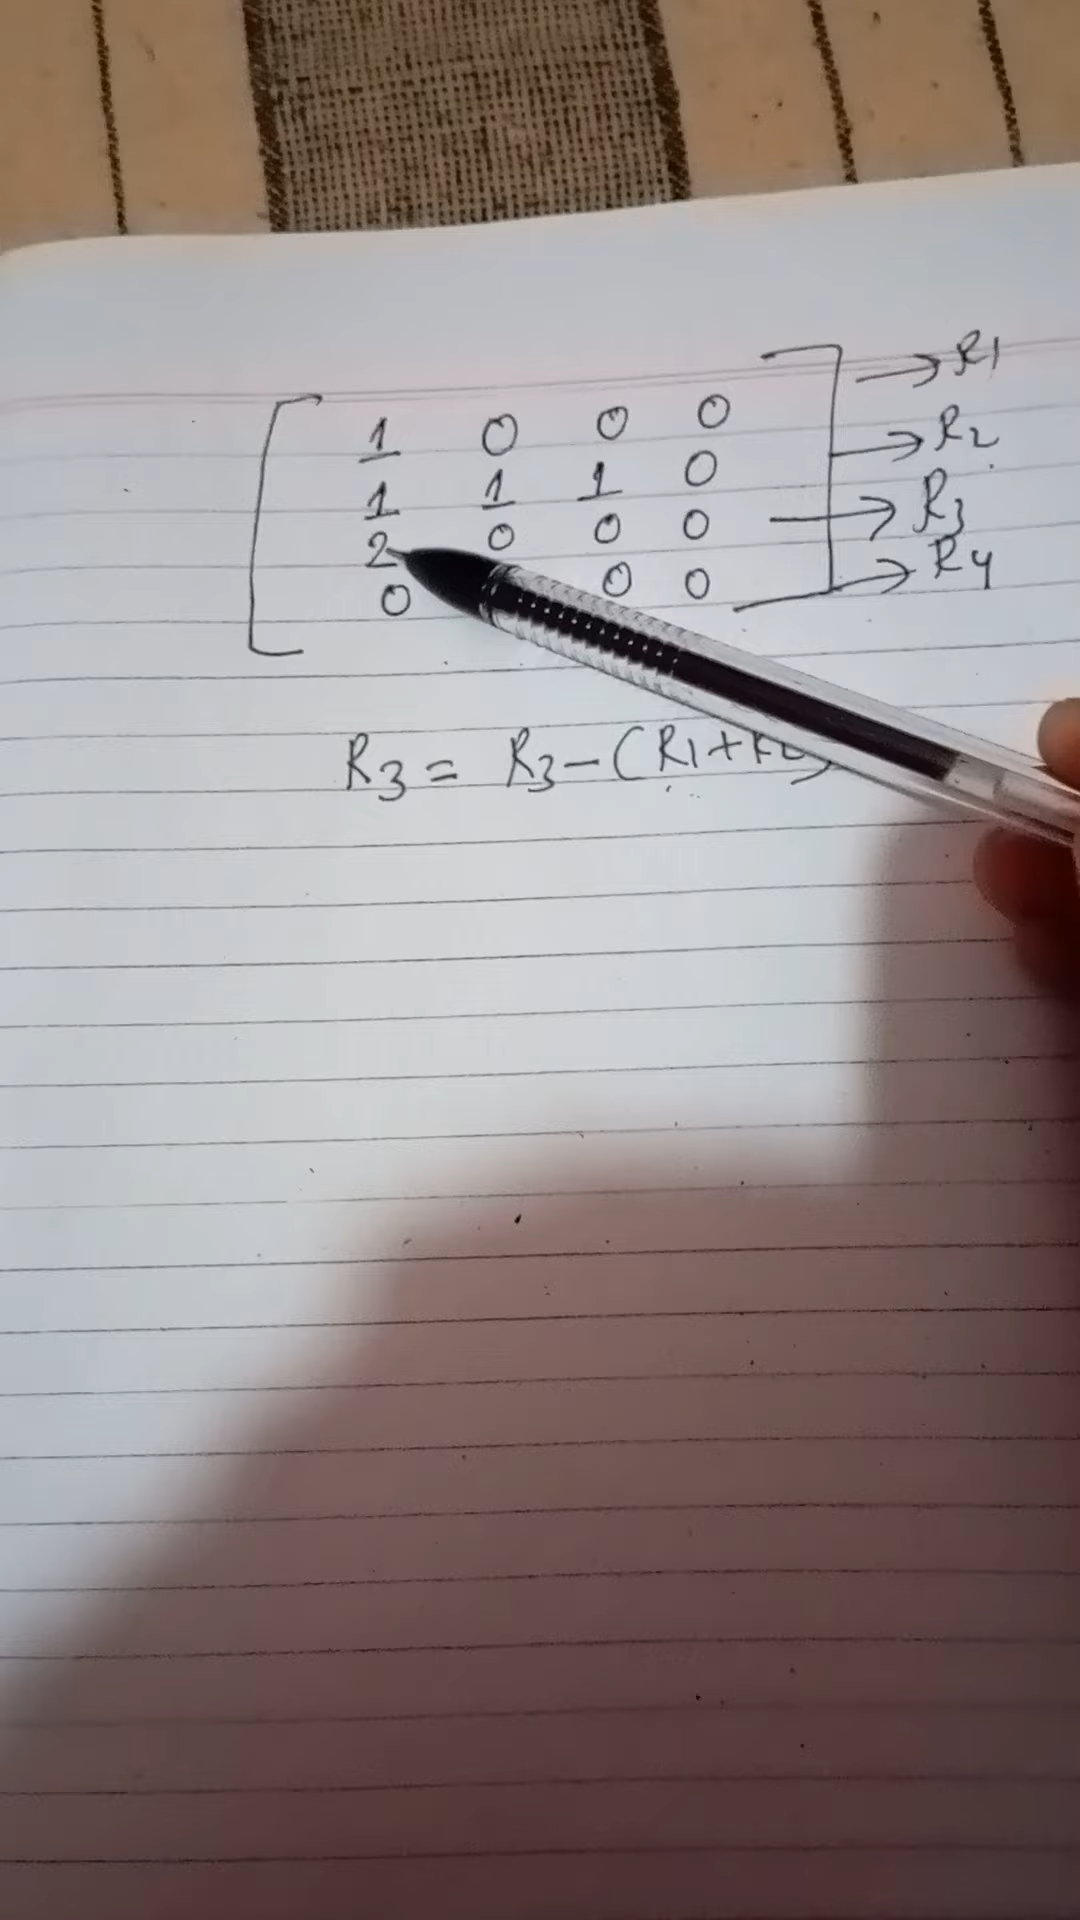 1 0 0 0 → R1
1 1 1 0 → R2
2 0 0 0 → R3
0 0 0 → R4
R3 = R3 - (R1 + R2)